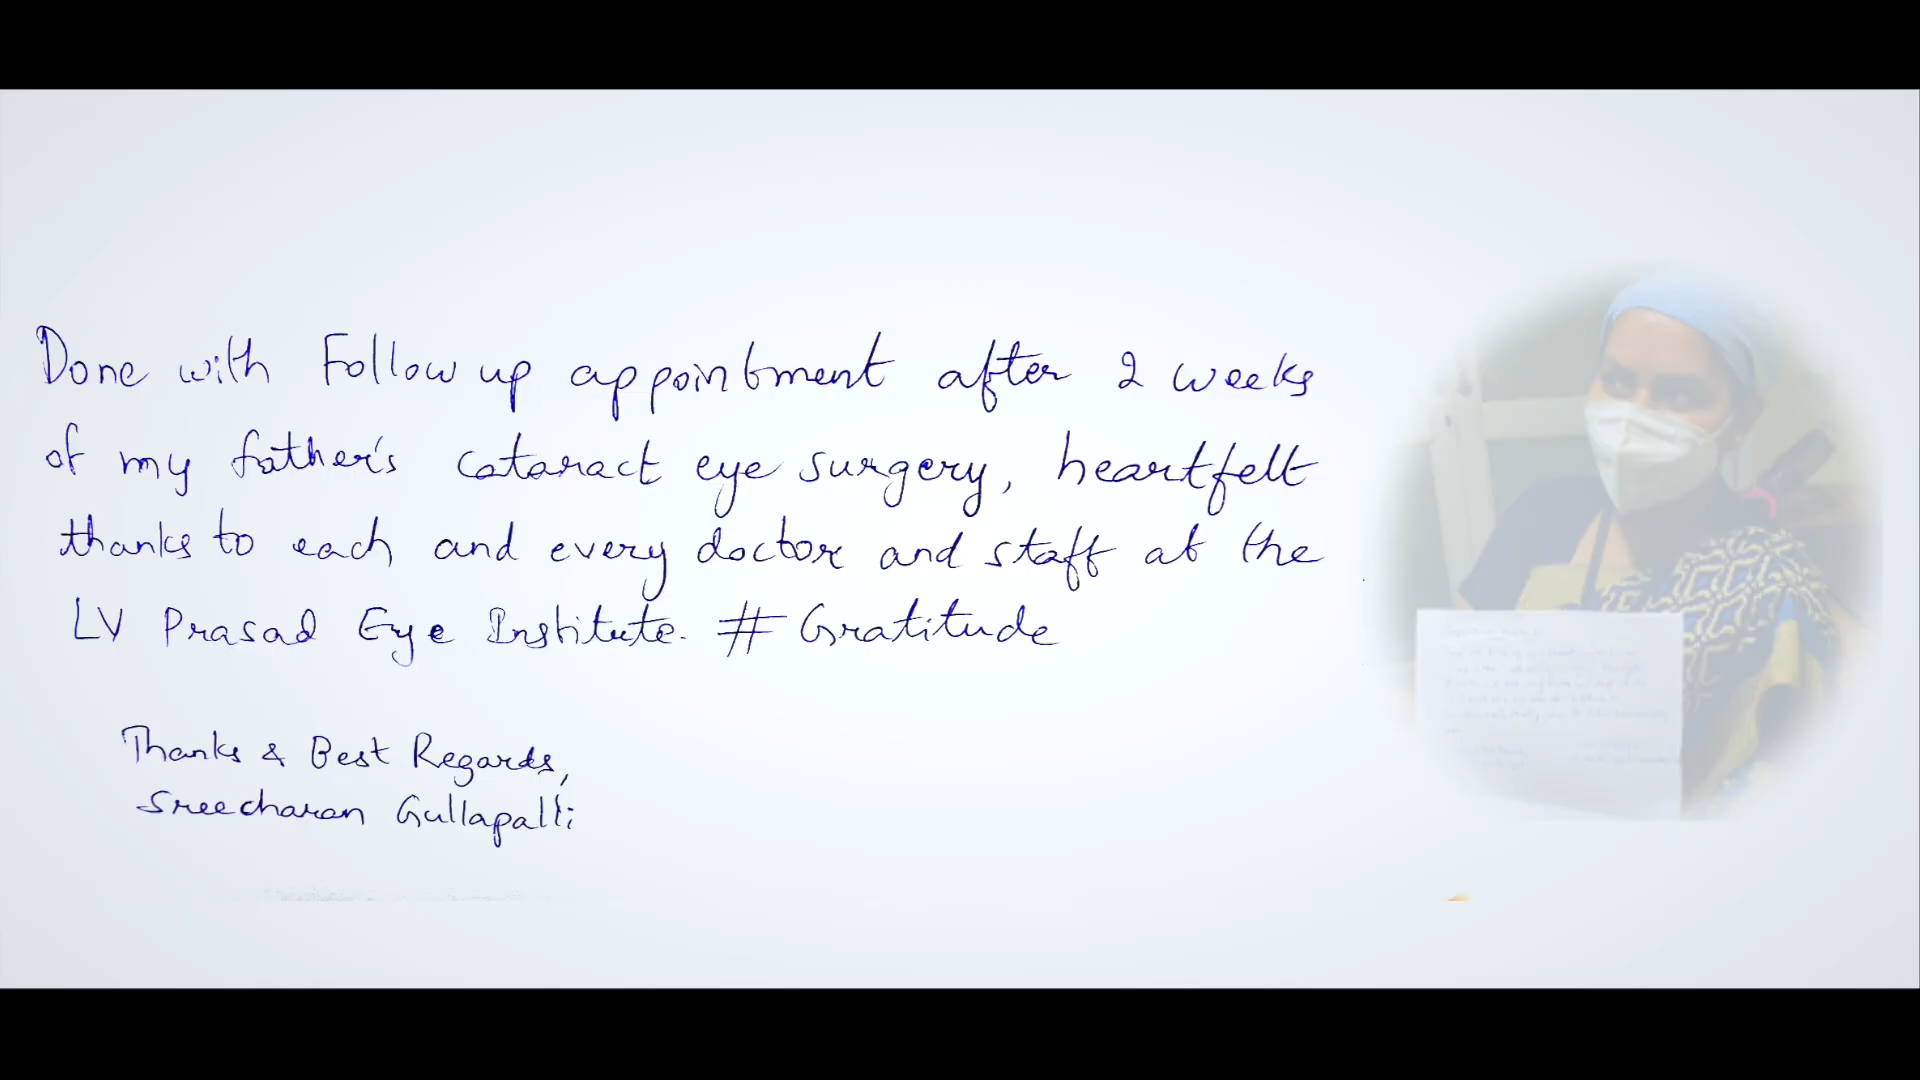 Done with Follow up appointment after 2 weeks
of my father's cataract eye surgery, heartfelt
thanks to each and every doctor and staff at the
LV Prasad Eye Institute. # Gratitude
Thanks & Best Regards,
Sreecharan Gullapalli